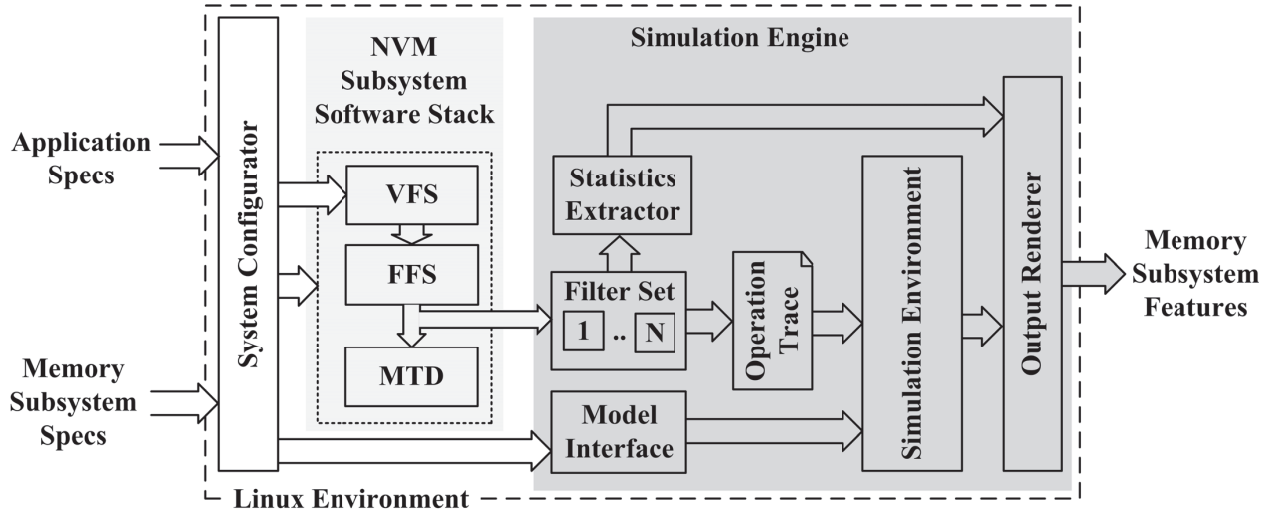 Simulation Engine
NVM
Subsystem
Software Stack
Application
Specs
System Configurator
VFS
FFS
MTD
Statistics
Extractor
Filter Set
1 .. N
Operation
Trace
Simulation Environment
Output Renderer
Memory
Subsystem
Features
Memory
Subsystem
Specs
Model
Interface
Linux Environment